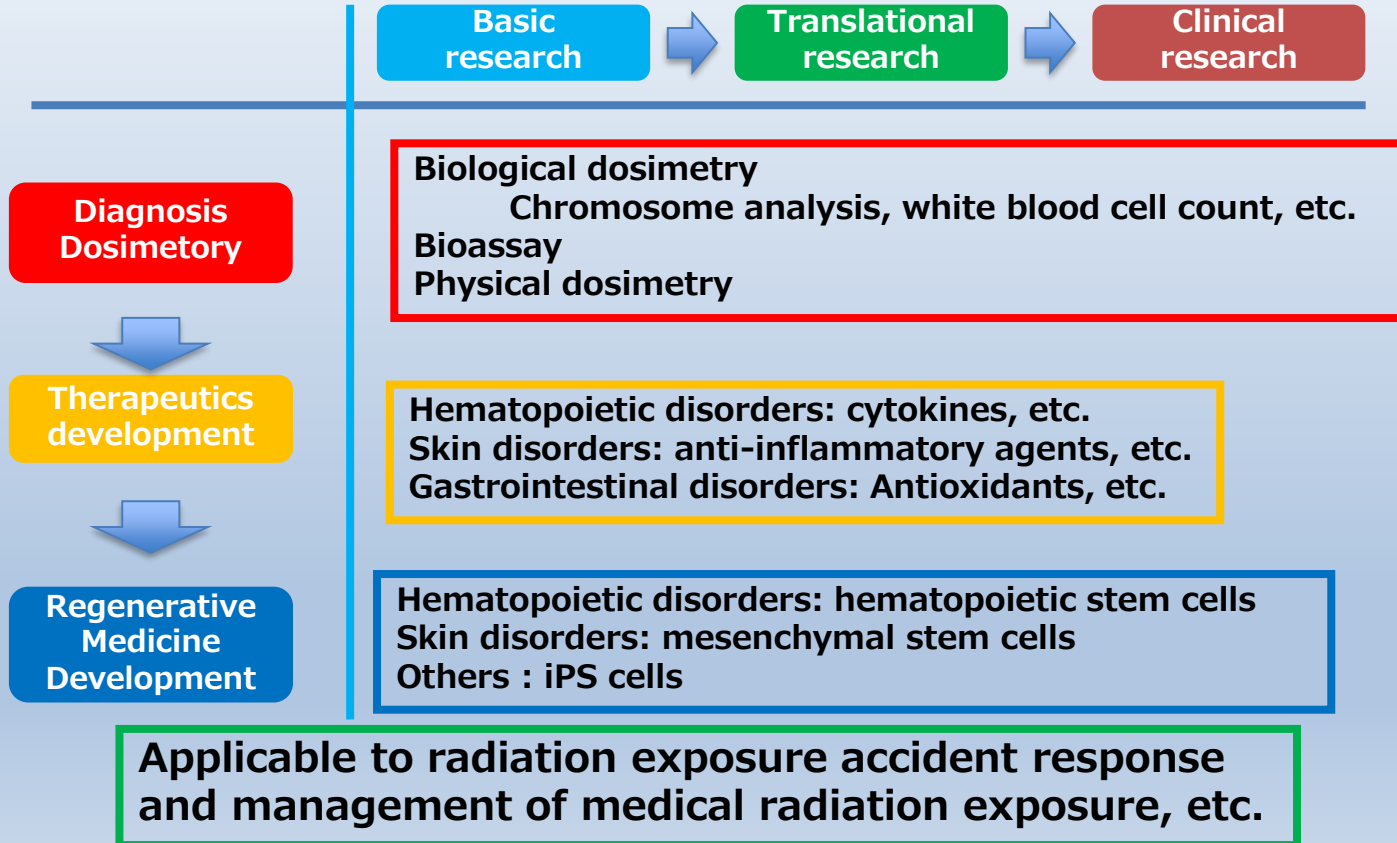 Basic
research
Translational
research
Clinical
research
Diagnosis
Dosimetory
Biological dosimetry
Chromosome analysis, white blood cell count, etc.
Bioassay
Physical dosimetry
Therapeutics
development
Hematopoietic disorders: cytokines, etc.
Skin disorders: anti-inflammatory agents, etc.
Gastrointestinal disorders: Antioxidants, etc.
Regenerative
Medicine
Development
Hematopoietic disorders: hematopoietic stem cells
Skin disorders: mesenchymal stem cells
Others : iPS cells
Applicable to radiation exposure accident response
and management of medical radiation exposure, etc.